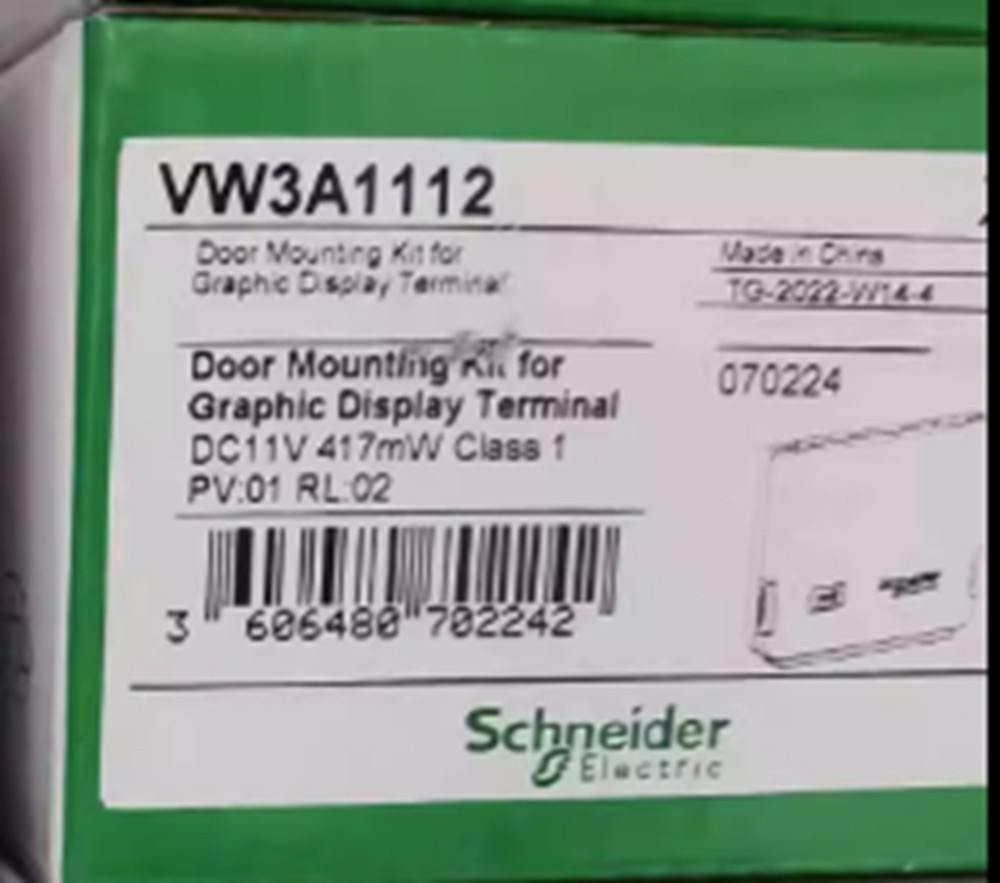 VW3A1112
Door Mounting Kit for
Graphic Display Terminal
Made in China
TG-2022-W14-4
Door Mounting Kit for
Graphic Display Terminal
DC11V 417mW Class 1
PV:01 RL:02
070224
3 606480 702242
Schneider
Electric